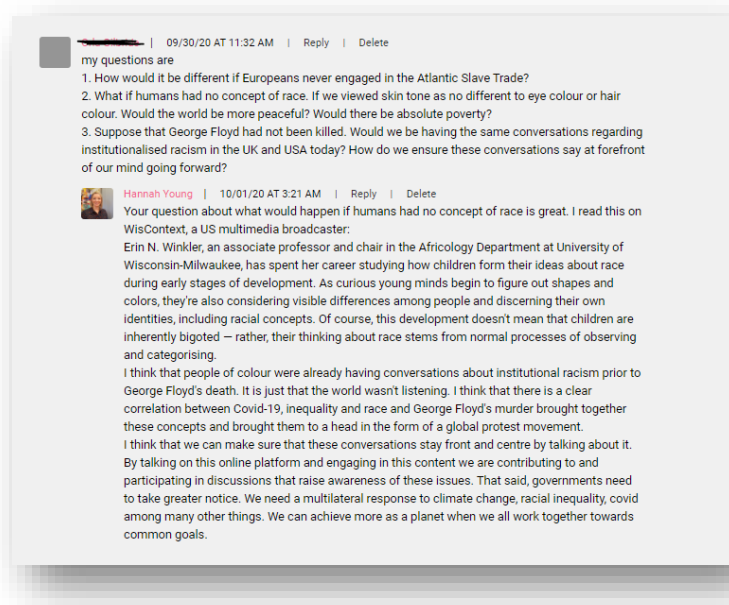 | 09/30/20 AT 11:32 AM | Reply | Delete
my questions are
1. How would it be different if Europeans never engaged in the Atlantic Slave Trade?
2. What if humans had no concept of race. If we viewed skin tone as no different to eye colour or hair
colour. Would the world be more peaceful? Would there be absolute poverty?
3. Suppose that George Floyd had not been killed. Would we be having the same conversations regarding
institutionalised racism in the UK and USA today? How do we ensure these conversations say at forefront
of our mind going forward?
Hannah Young | 10/01/20 AT 3:21 AM | Reply | Delete
Your question about what would happen if humans had no concept of race is great. I read this on
WisContext, a US multimedia broadcaster:
Erin N. Winkler, an associate professor and chair in the Africology Department at University of
Wisconsin-Milwaukee, has spent her career studying how children form their ideas about race
during early stages of development. As curious young minds begin to figure out shapes and
colors, they're also considering visible differences among people and discerning their own
identities, including racial concepts. Of course, this development doesn't mean that children are
inherently bigoted — rather, their thinking about race stems from normal processes of observing
and categorising.
I think that people of colour were already having conversations about institutional racism prior to
George Floyd's death. It is just that the world wasn't listening. I think that there is a clear
correlation between Covid-19, inequality and race and George Floyd's murder brought together
these concepts and brought them to a head in the form of a global protest movement.
I think that we can make sure that these conversations stay front and centre by talking about it.
By talking on this online platform and engaging in this content we are contributing to and
participating in discussions that raise awareness of these issues. That said, governments need
to take greater notice. We need a multilateral response to climate change, racial inequality, covid
among many other things. We can achieve more as a planet when we all work together towards
common goals.